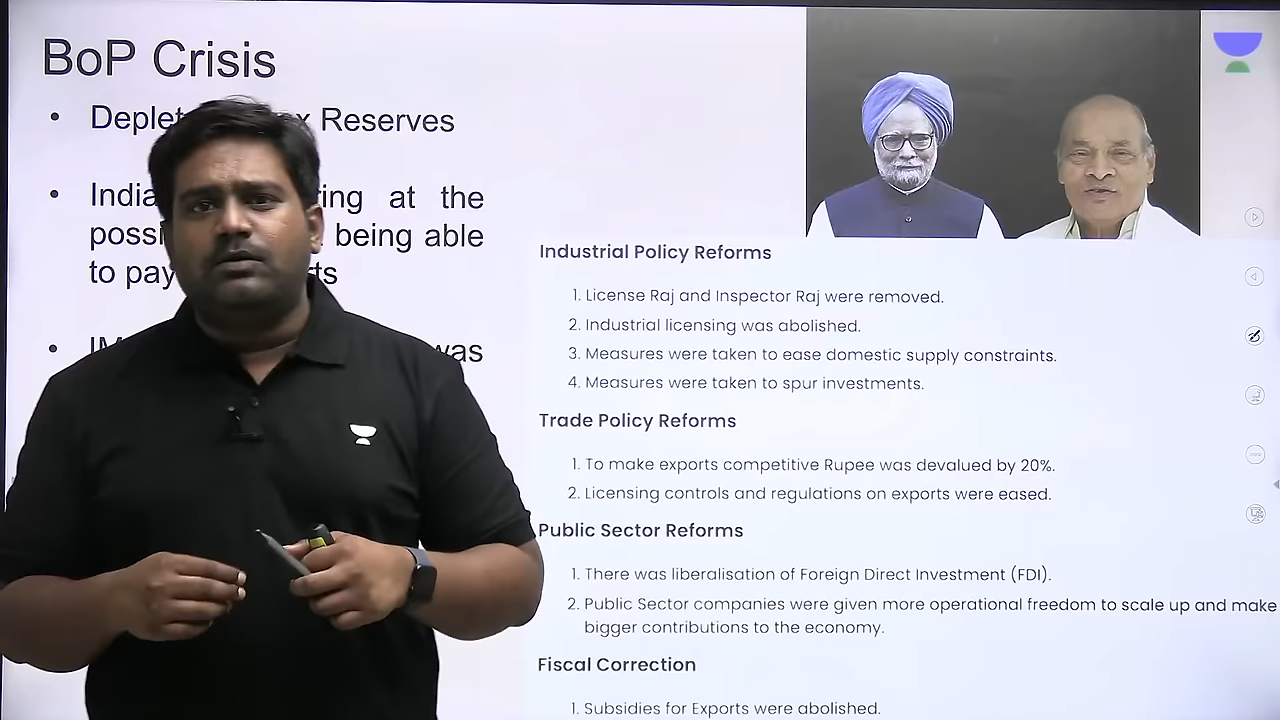 BoP Crisis
• Deplet x Reserves
• India ring at the
possi being able
to pay rts
• was
Industrial Policy Reforms
1. License Raj and Inspector Raj were removed.
2. Industrial licensing was abolished.
3. Measures were taken to ease domestic supply constraints.
4. Measures were taken to spur investments.
Trade Policy Reforms
1. To make exports competitive Rupee was devalued by 20%.
2. Licensing controls and regulations on exports were eased.
Public Sector Reforms
1. There was liberalisation of Foreign Direct Investment (FDI).
2. Public Sector companies were given more operational freedom to scale up and make
bigger contributions to the economy.
Fiscal Correction
1. Subsidies for Exports were abolished.